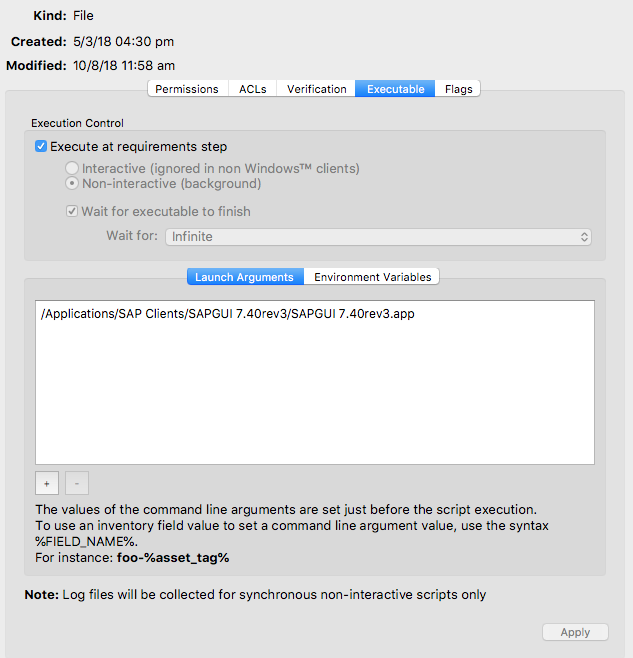 Kind: File
Created: 5/3/18 04:30 pm
Modified: 10/8/18 11:58 am
Permissions ACLs Verification Executable Flags
Execution Control
Execute at requirements step
Interactive (ignored in non Windows™ clients)
Non-interactive (background)
Wait for executable to finish
Wait for: Infinite
Launch Arguments Environment Variables
/Applications/SAP Clients/SAPGUI 7.40rev3/SAPGUI 7.40rev3.app
+ -
The values of the command line arguments are set just before the script execution.
To use an inventory field value to set a command line argument value, use the syntax
%FIELD_NAME%.
For instance: foo-%asset_tag%
Note: Log files will be collected for synchronous non-interactive scripts only
Apply